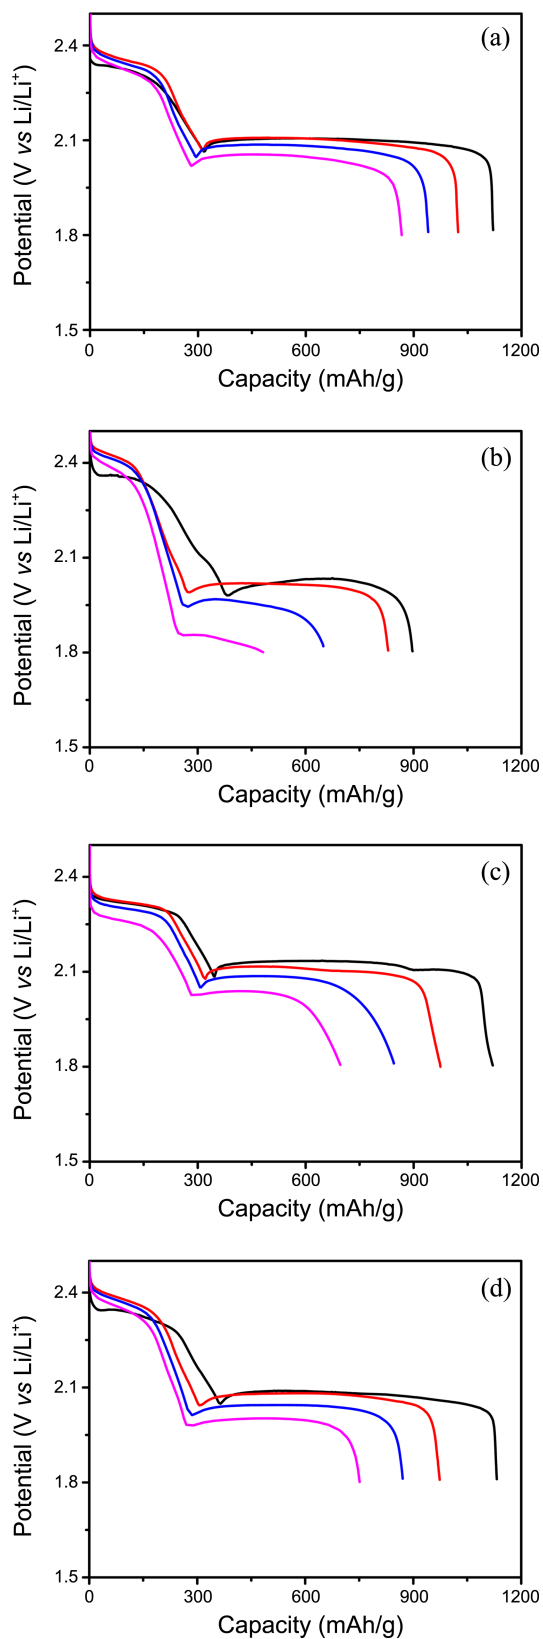 (a)
2.4
2.1
1.8
1.5
Potential (V vs Li/Li⁺)
0 300 600 900 1200
Capacity (mAh/g)
(b)
2.4
2.1
1.8
1.5
Potential (V vs Li/Li⁺)
0 300 600 900 1200
Capacity (mAh/g)
(c)
2.4
2.1
1.8
1.5
Potential (V vs Li/Li⁺)
0 300 600 900 1200
Capacity (mAh/g)
(d)
2.4
2.1
1.8
1.5
Potential (V vs Li/Li⁺)
0 300 600 900 1200
Capacity (mAh/g)